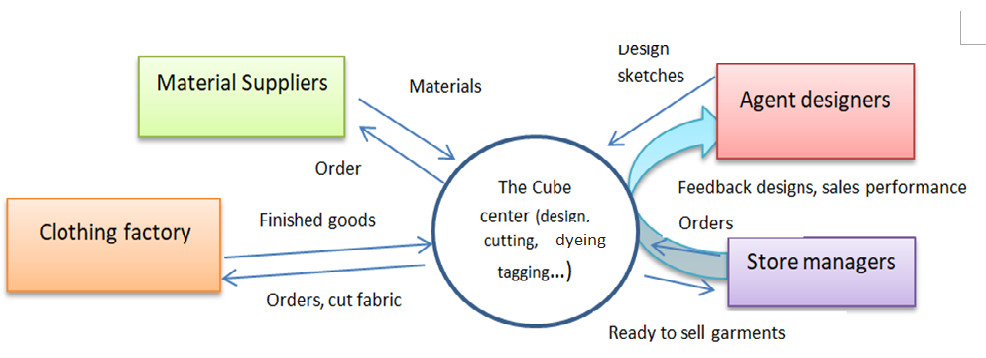 Design
sketches
Material Suppliers
Materials
Agent designers
Order
The Cube
center (design.
cutting, dyeing
tagging...)
Feedback designs, sales performance
Clothing factory
Finished goods
Orders
Store managers
Orders, cut fabric
Ready to sell garments